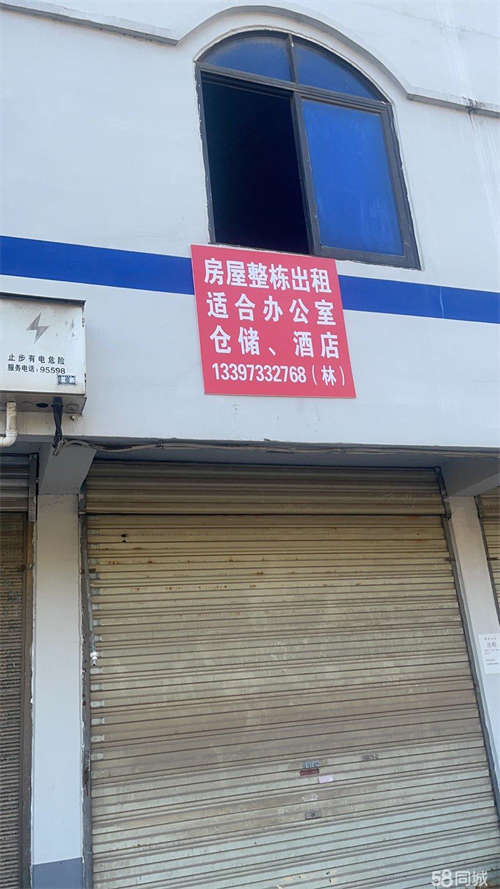 房屋整栋出租
适合办公室
仓储、酒店
13397332768（林）
止步有电危险
服务电话：95598
58同城